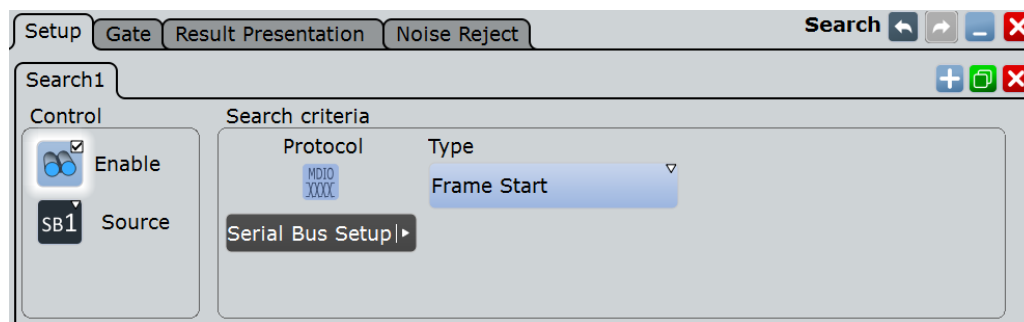 Setup Gate Result Presentation Noise Reject Search
Search1
Control Search criteria
Protocol Type
Enable MDIO Frame Start
XXXX
SB1 Source
Serial Bus Setup